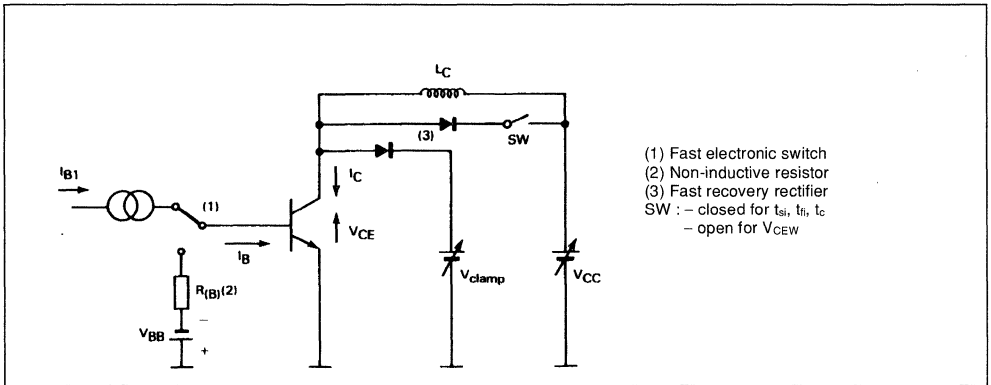 LC
(3)
SW
IB1
(1)
IC
VCE
IB
Vclamp
VCC
R(B)(2)
−
VBB
+
(1) Fast electronic switch
(2) Non-inductive resistor
(3) Fast recovery rectifier
SW : – closed for tsi, tfi, tc
– open for VCEW